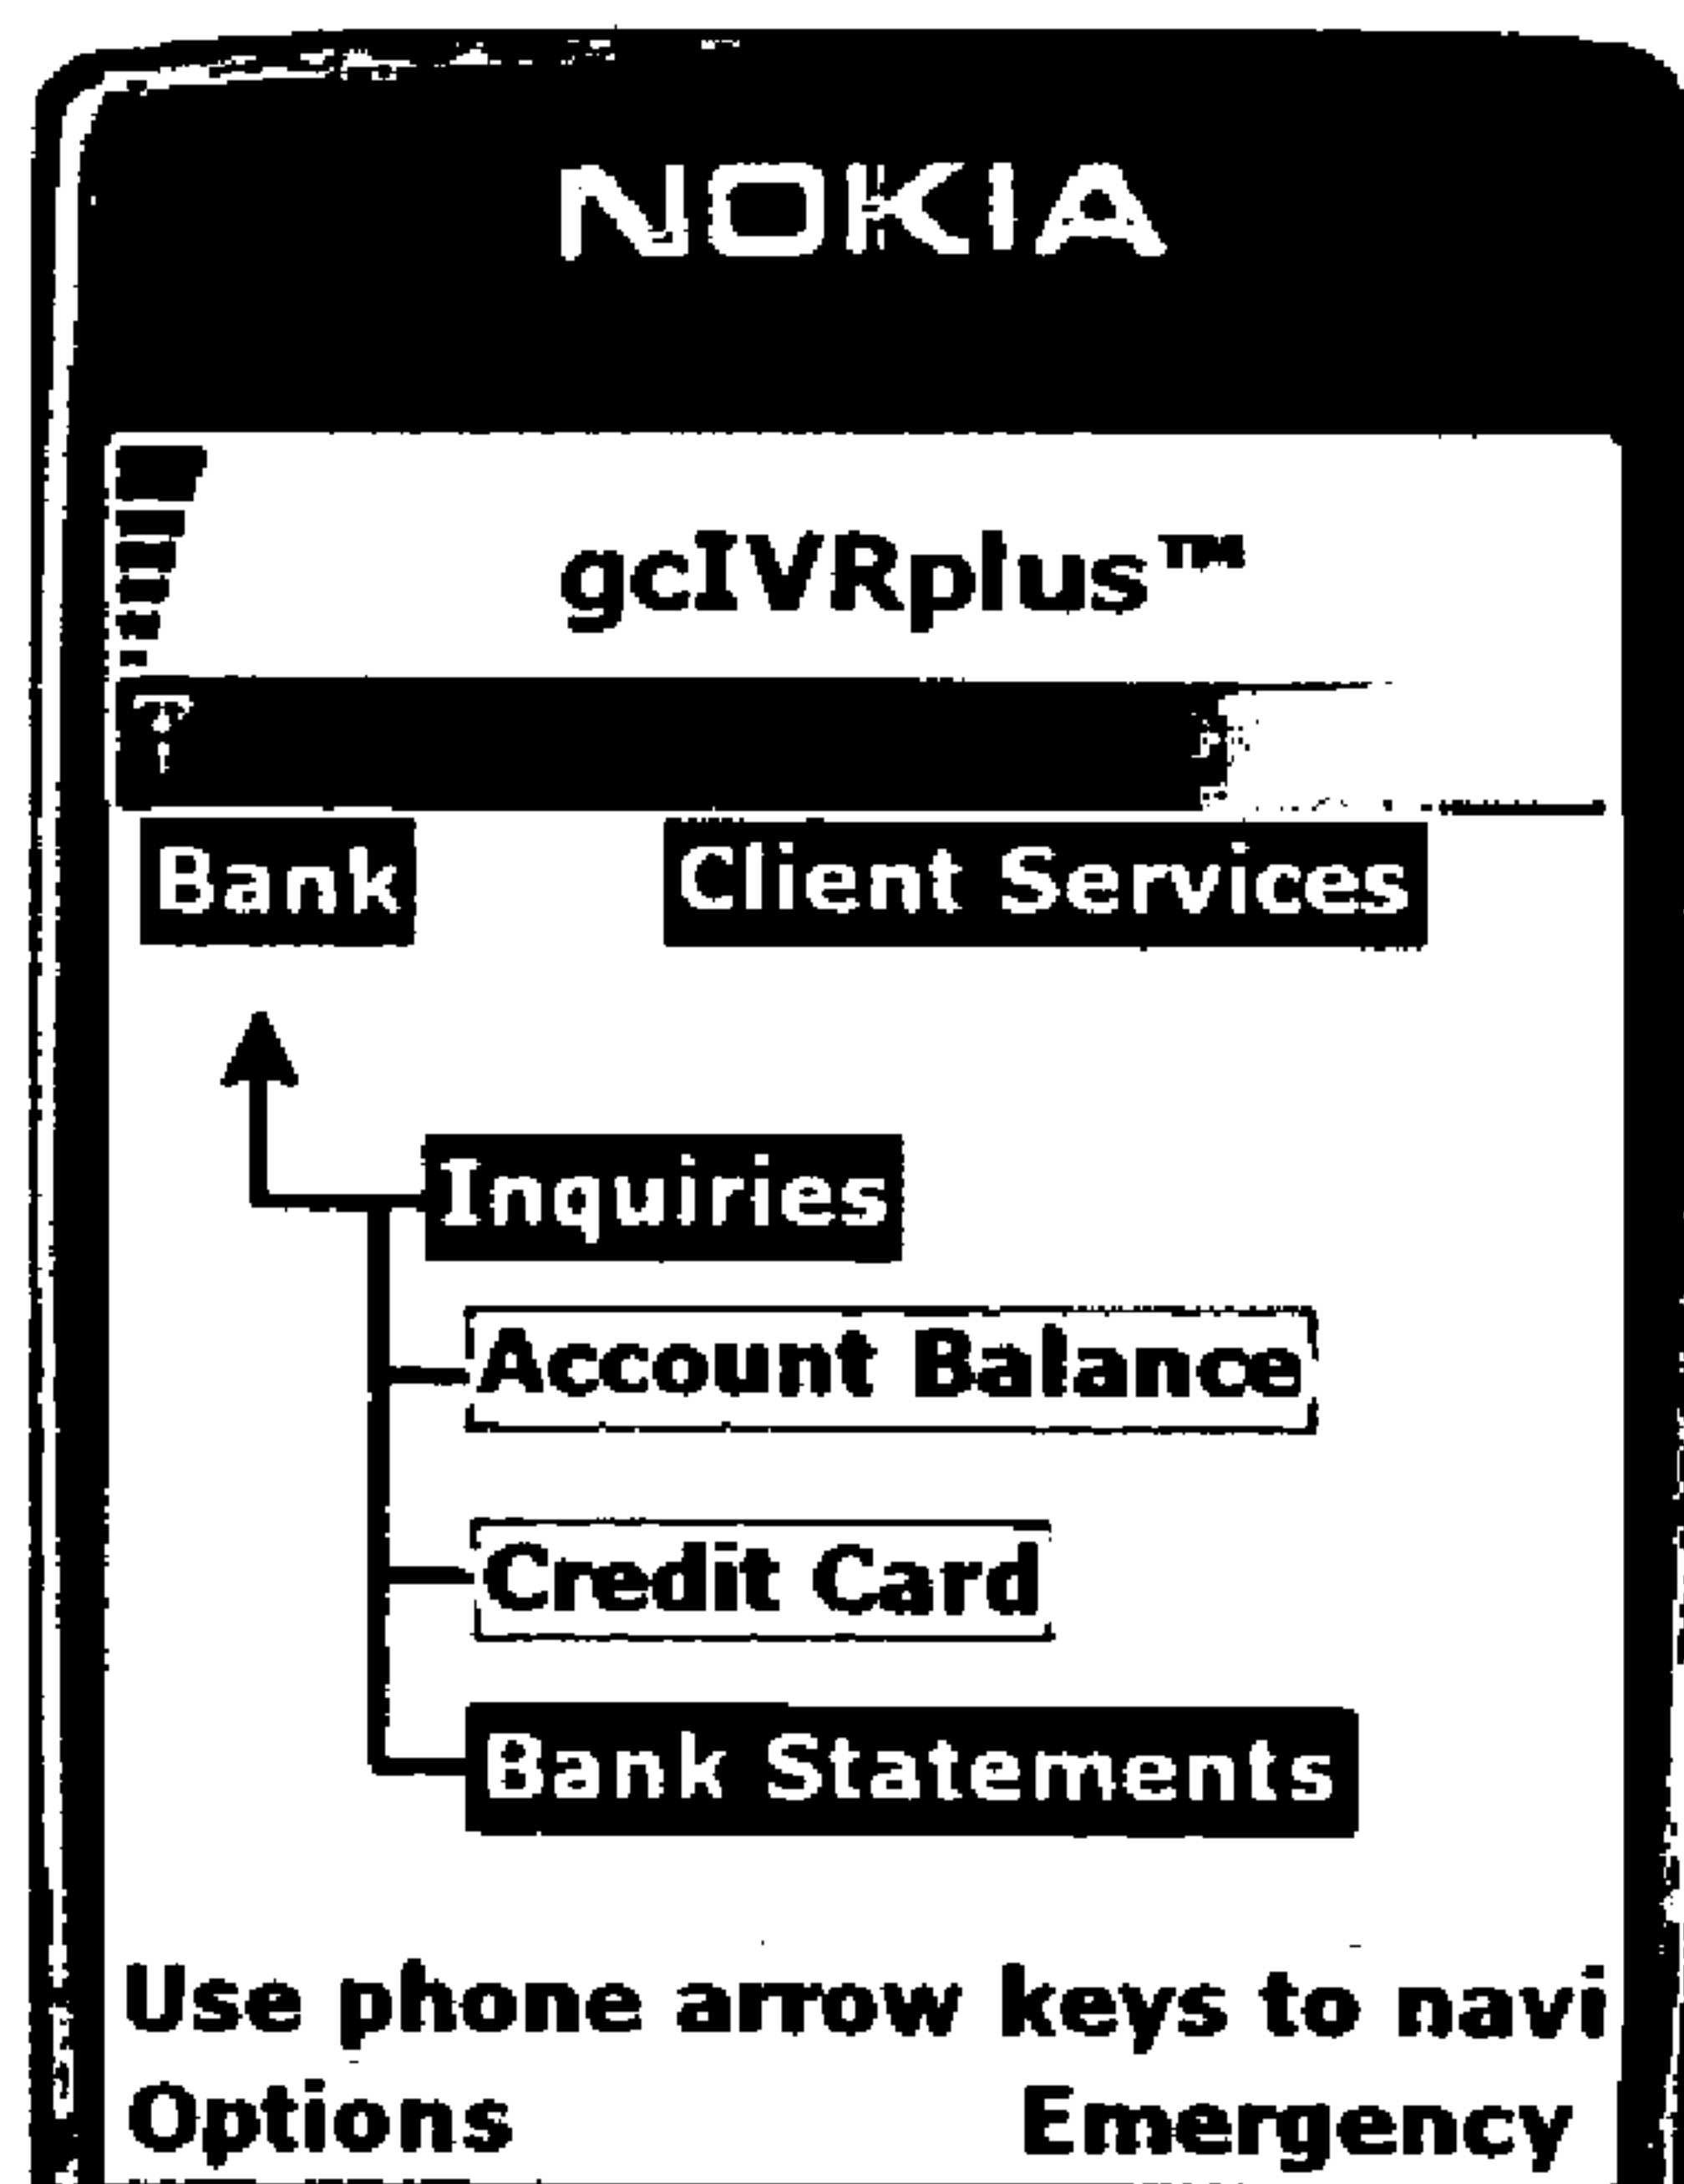 NOKIA
gcIVRplus™
Bank Client Services
Inquiries
Account Balance
Credit Card
Bank Statements
Use phone arrow keys to navi
Options Emergency